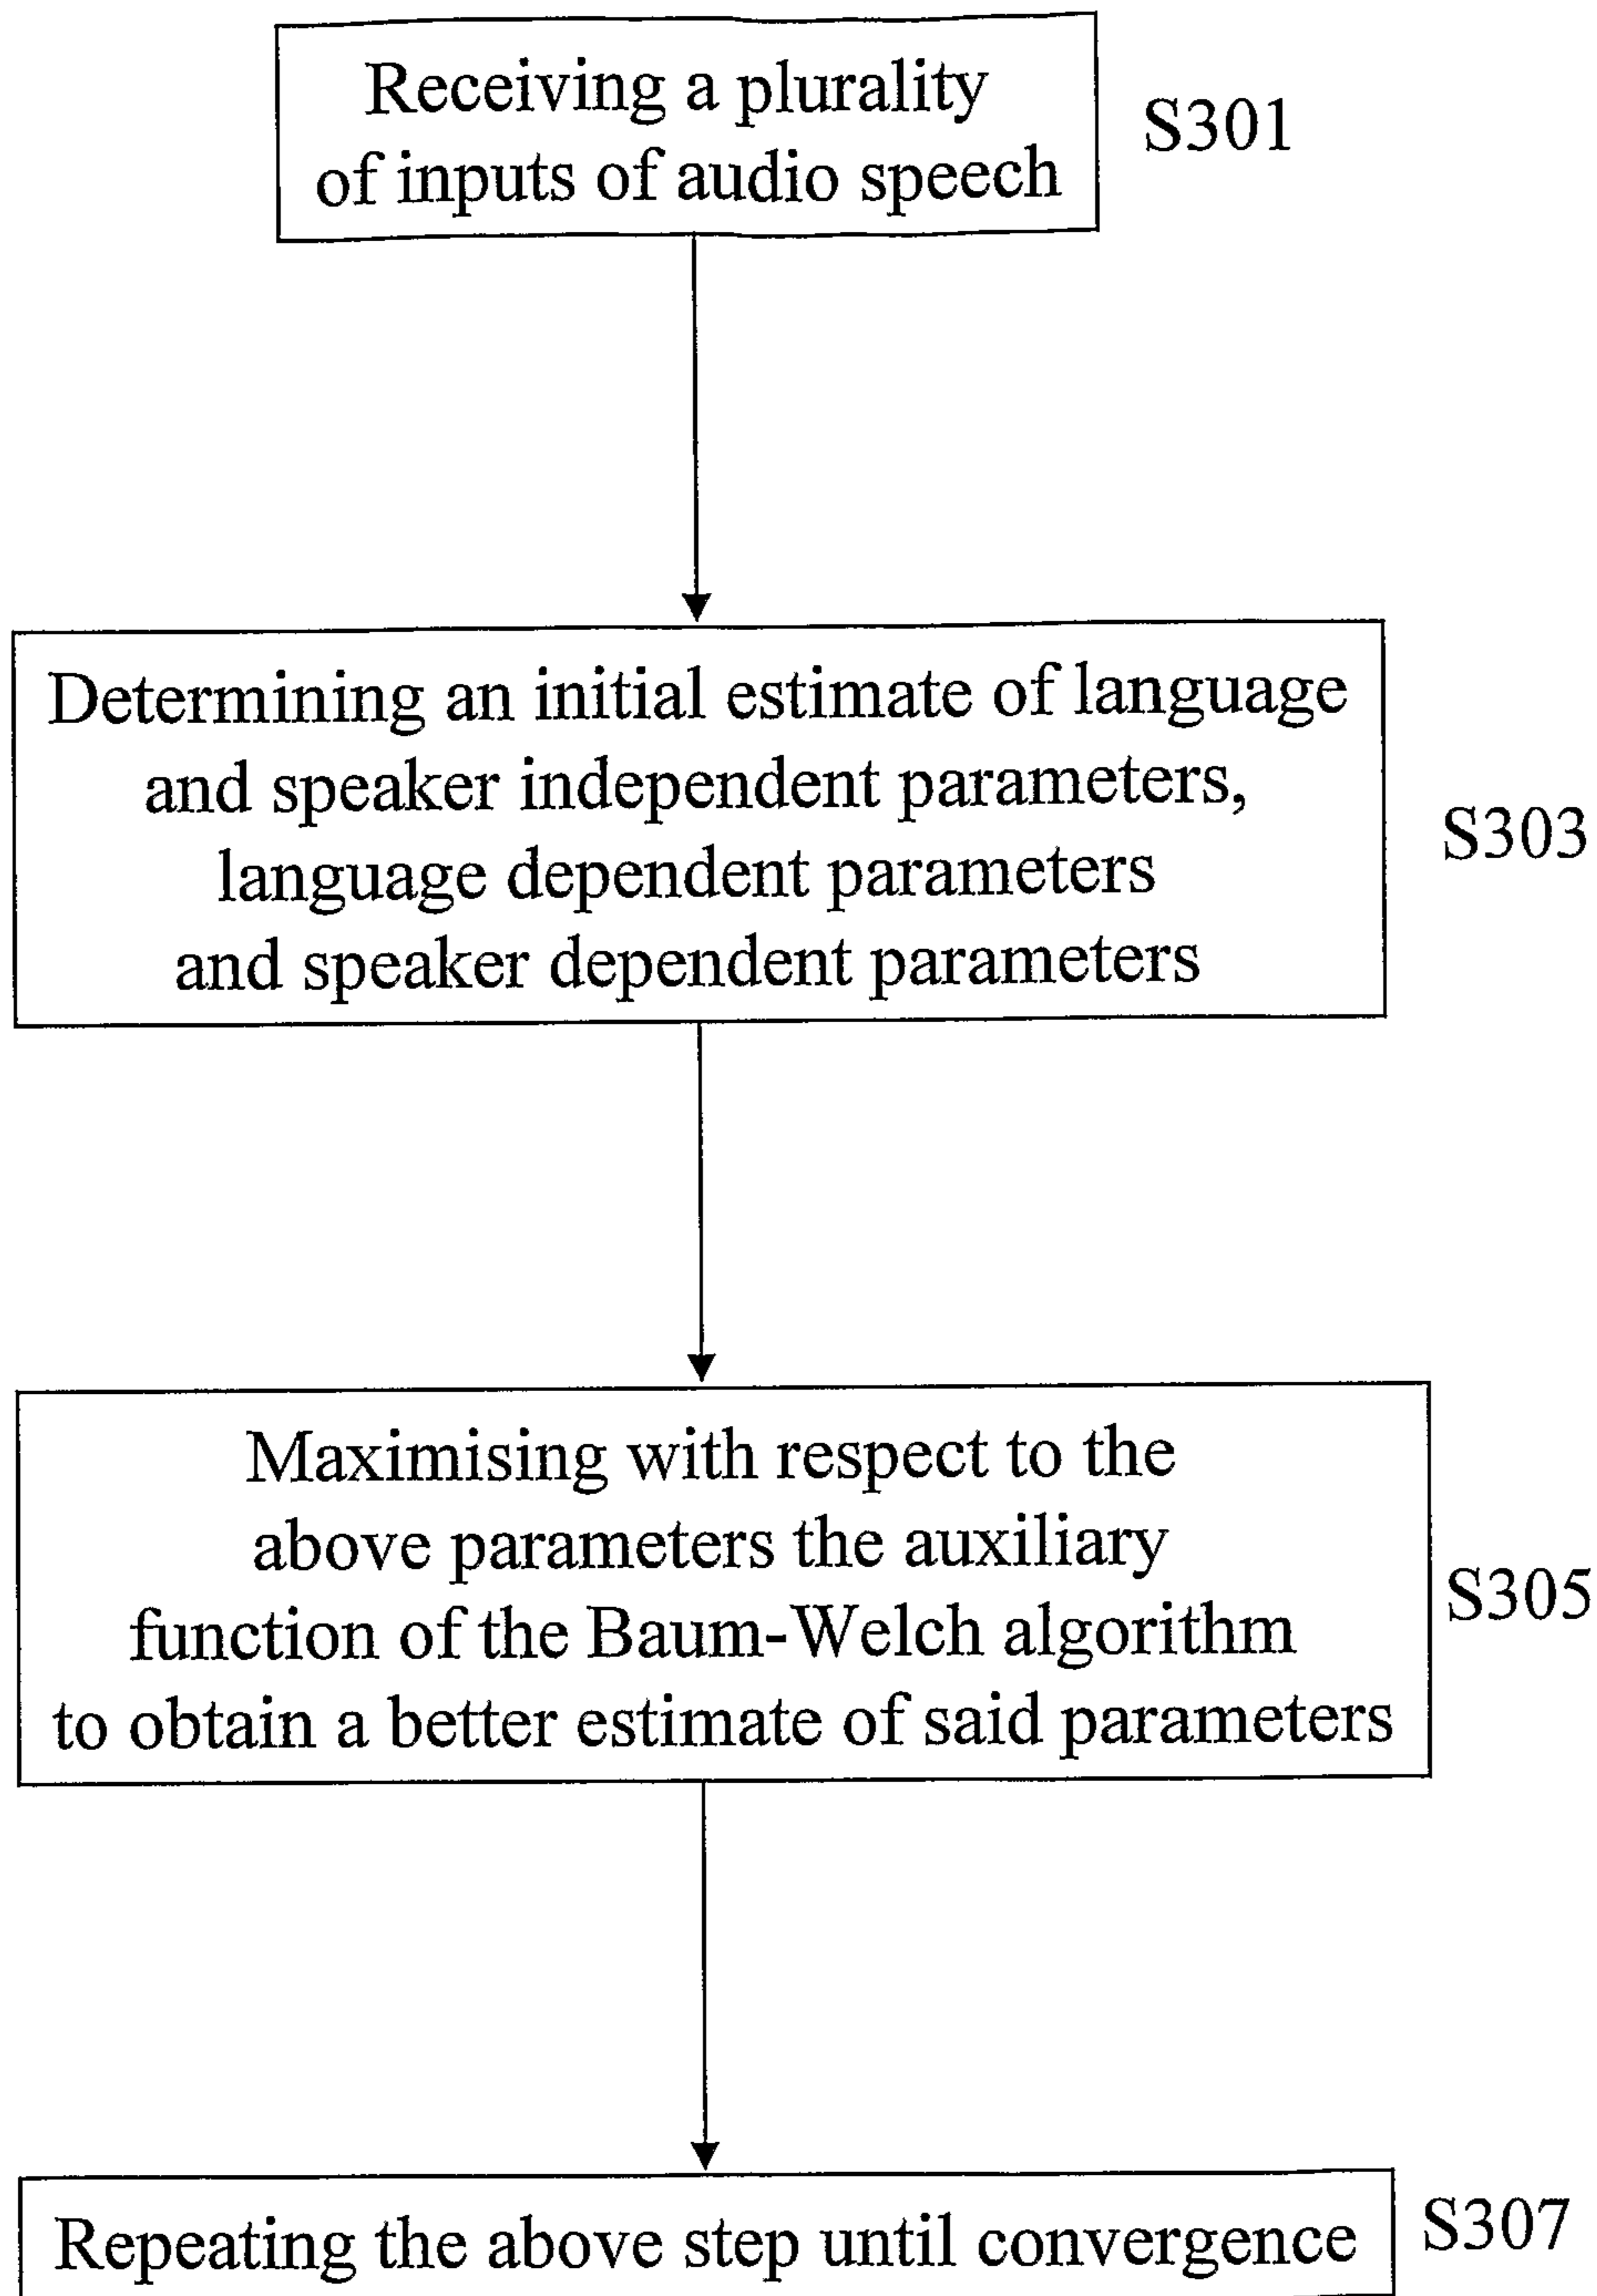 Receiving a plurality
of inputs of audio speech
S301
Determining an initial estimate of language
and speaker independent parameters,
language dependent parameters
and speaker dependent parameters
S303
Maximising with respect to the
above parameters the auxiliary
function of the Baum-Welch algorithm
to obtain a better estimate of said parameters
S305
Repeating the above step until convergence
S307